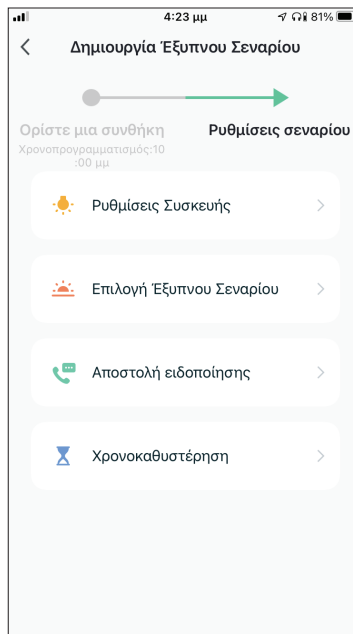 4:23 μμ
81%
Δημιουργία Έξυπνου Σεναρίου
Ορίστε μια συνθήκη
Χρονοπρογραμματισμός:10
:00 μμ
Ρυθμίσεις σεναρίου
Ρυθμίσεις Συσκευής
Επιλογή Έξυπνου Σεναρίου
Αποστολή ειδοποίησης
Χρονοκαθυστέρηση